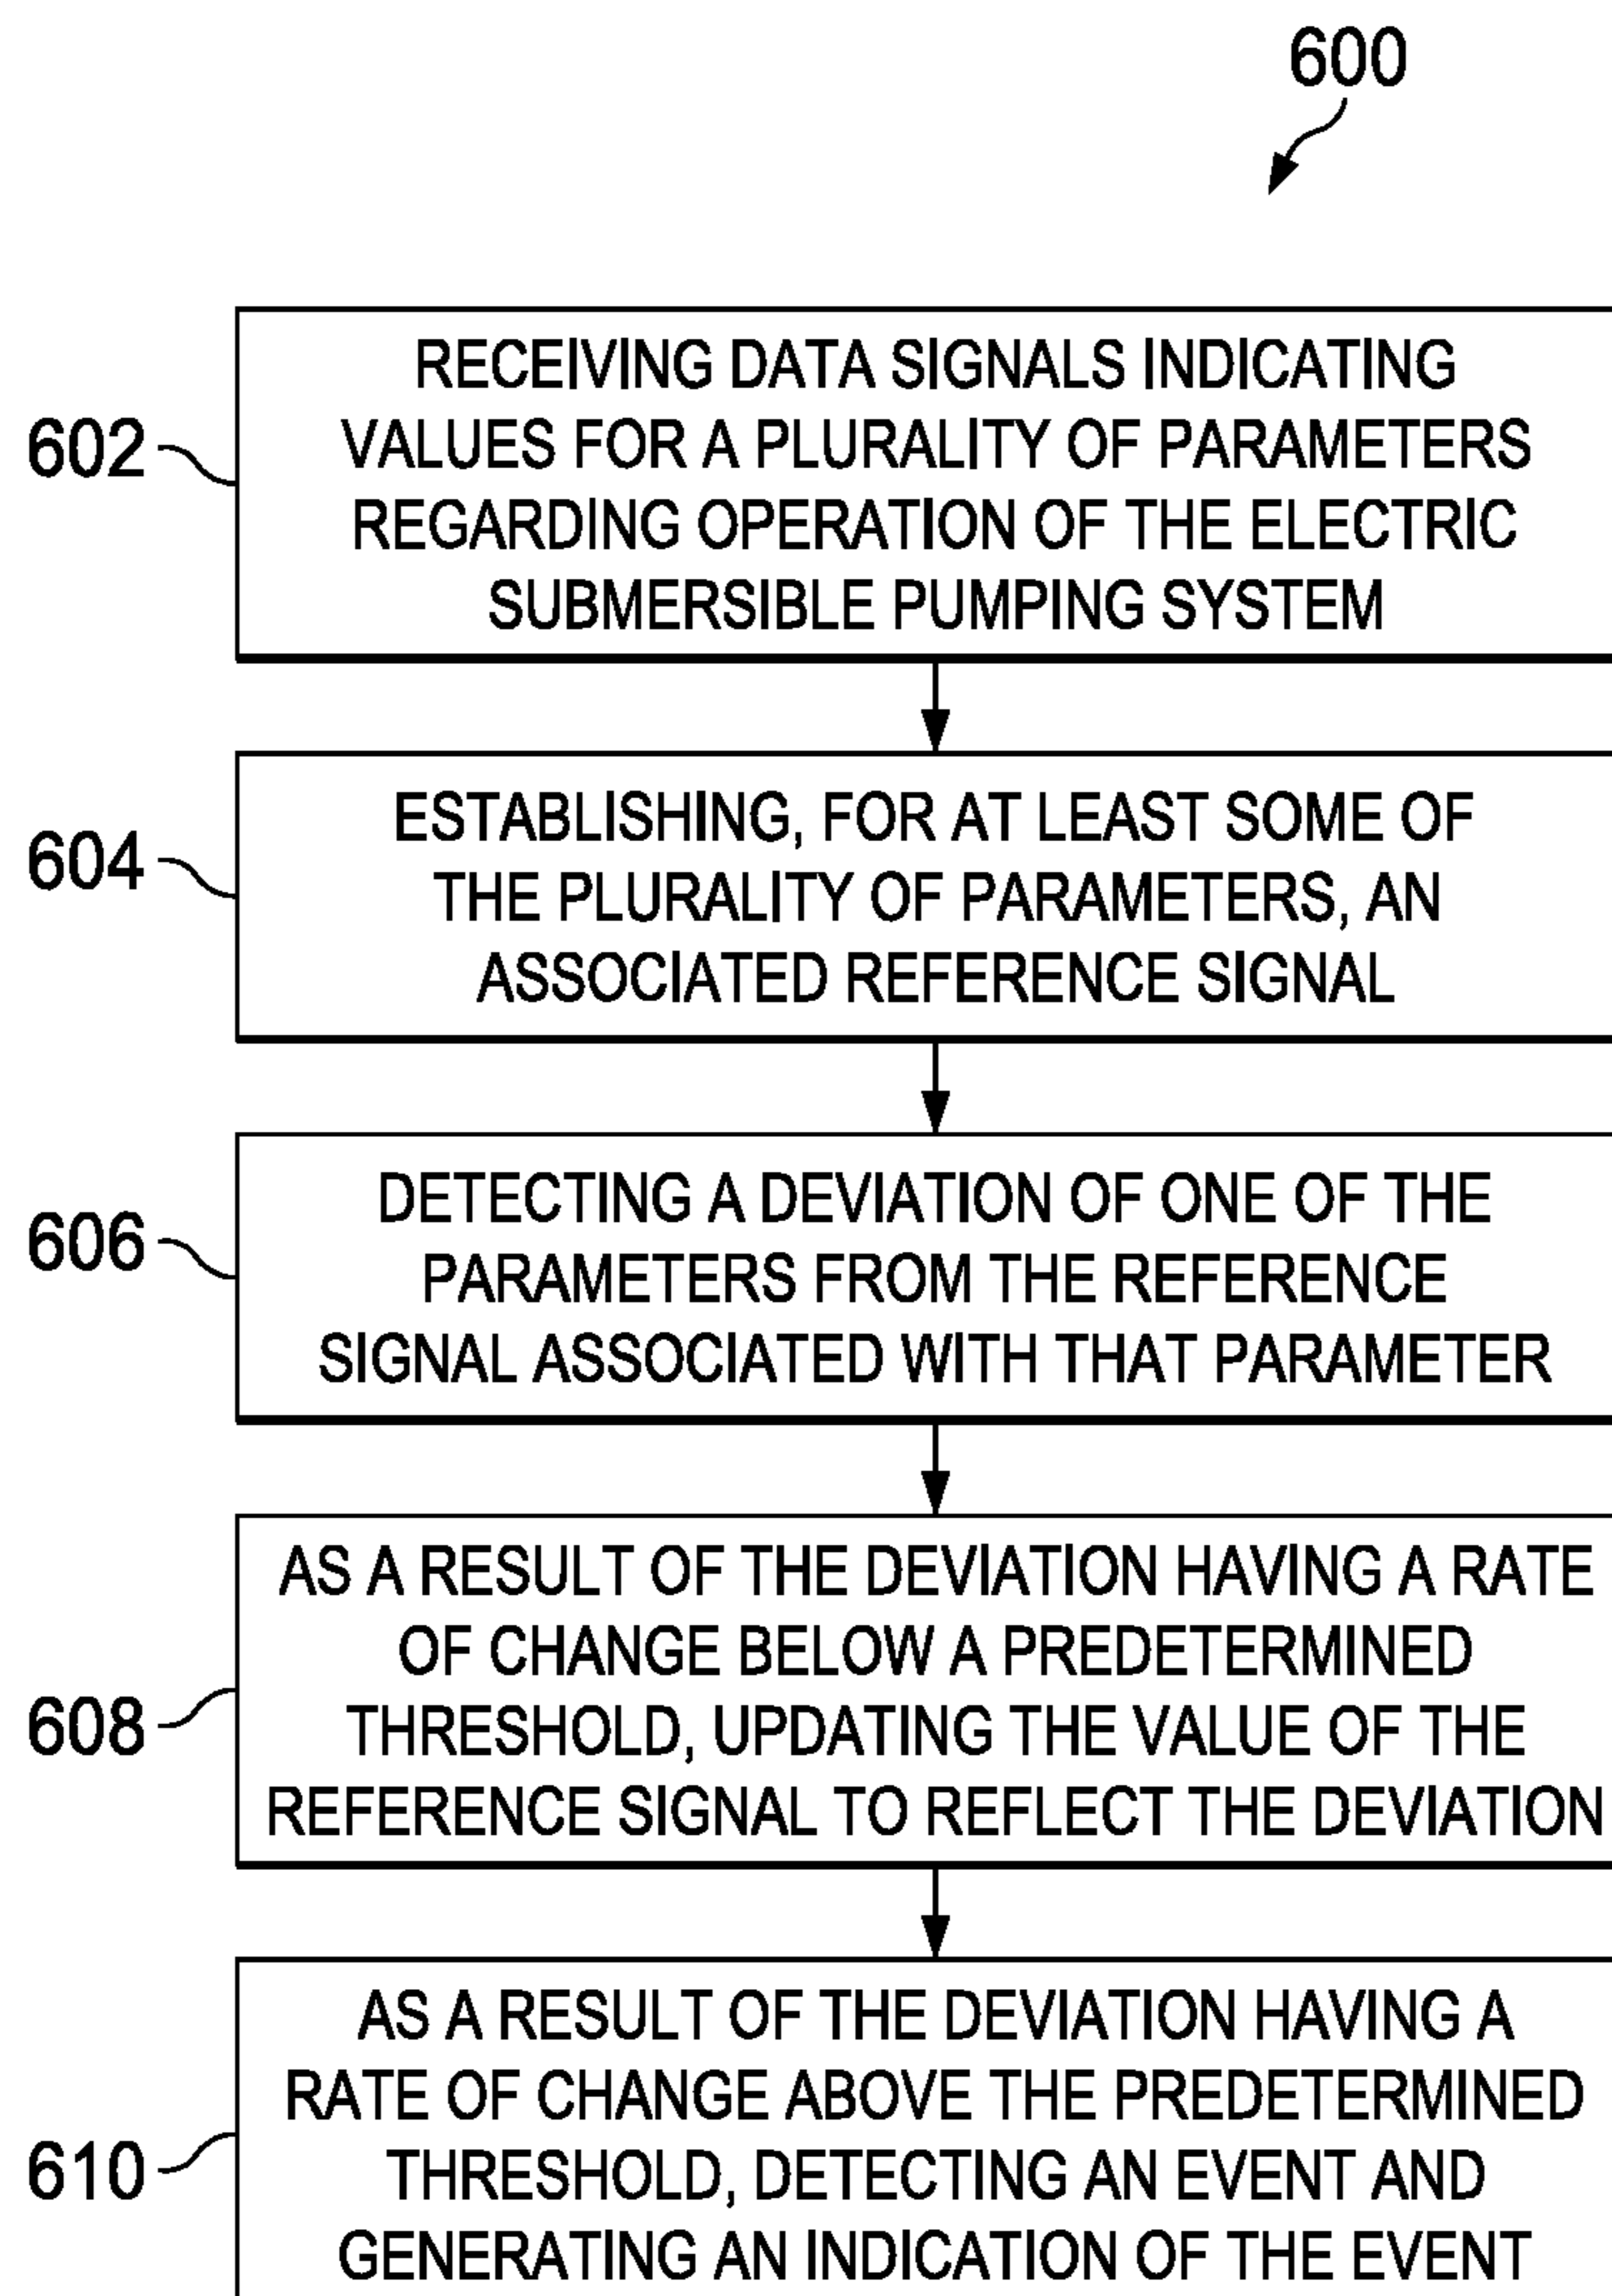 600
602
RECEIVING DATA SIGNALS INDICATING
VALUES FOR A PLURALITY OF PARAMETERS
REGARDING OPERATION OF THE ELECTRIC
SUBMERSIBLE PUMPING SYSTEM
604
ESTABLISHING, FOR AT LEAST SOME OF
THE PLURALITY OF PARAMETERS, AN
ASSOCIATED REFERENCE SIGNAL
606
DETECTING A DEVIATION OF ONE OF THE
PARAMETERS FROM THE REFERENCE
SIGNAL ASSOCIATED WITH THAT PARAMETER
608
AS A RESULT OF THE DEVIATION HAVING A RATE
OF CHANGE BELOW A PREDETERMINED
THRESHOLD, UPDATING THE VALUE OF THE
REFERENCE SIGNAL TO REFLECT THE DEVIATION
610
AS A RESULT OF THE DEVIATION HAVING A
RATE OF CHANGE ABOVE THE PREDETERMINED
THRESHOLD, DETECTING AN EVENT AND
GENERATING AN INDICATION OF THE EVENT